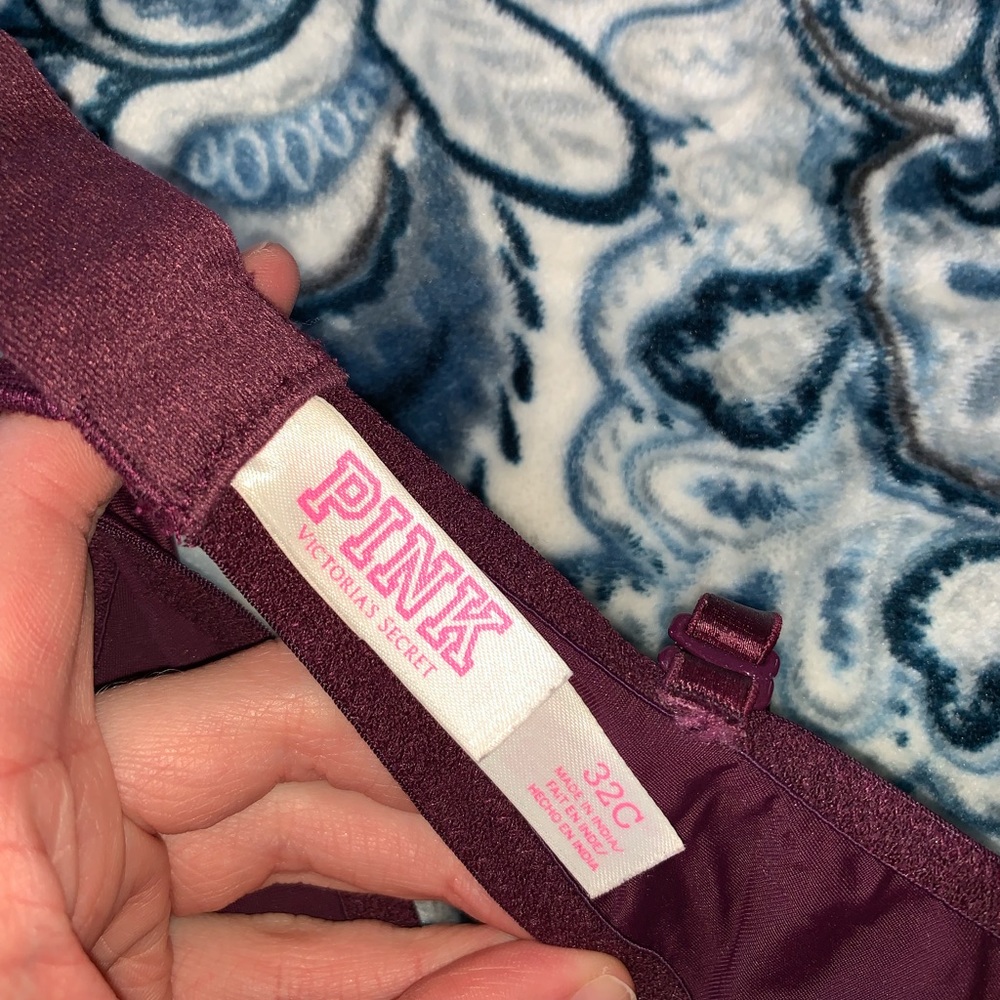 PINK
VICTORIA'S SECRET
32C
MADE IN INDIA/
FAIT EN INDE/
HECHO EN INDIA